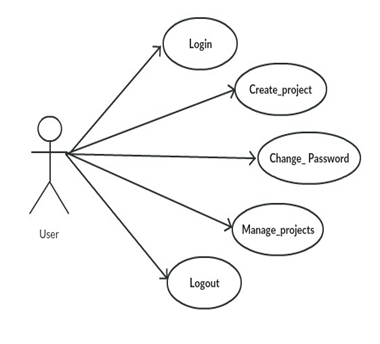 Login
Create_project
Change_ Password
Manage_projects
User
Logout